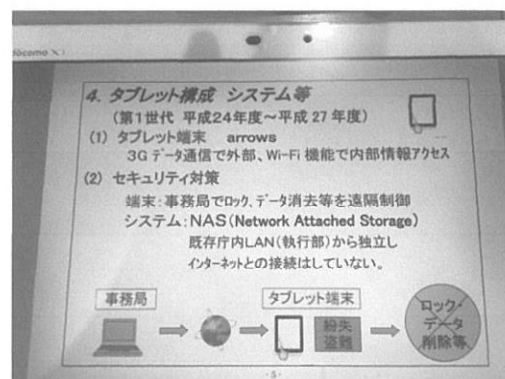 docomo Xi
4. タブレット構成 システム等
(第1世代 平成24年度～平成27年度)
(1) タブレット端末 arrows
3Gデータ通信で外部、Wi-Fi機能で内部情報アクセス
(2) セキュリティ対策
端末:事務局でロック、データ消去等を遠隔制御
システム:NAS(Network Attached Storage)
既存庁内LAN(執行部)から独立し
インターネットとの接続はしていない。
事務局
タブレット端末
紛失
盗難
ロック・
データ
削除等
-5-